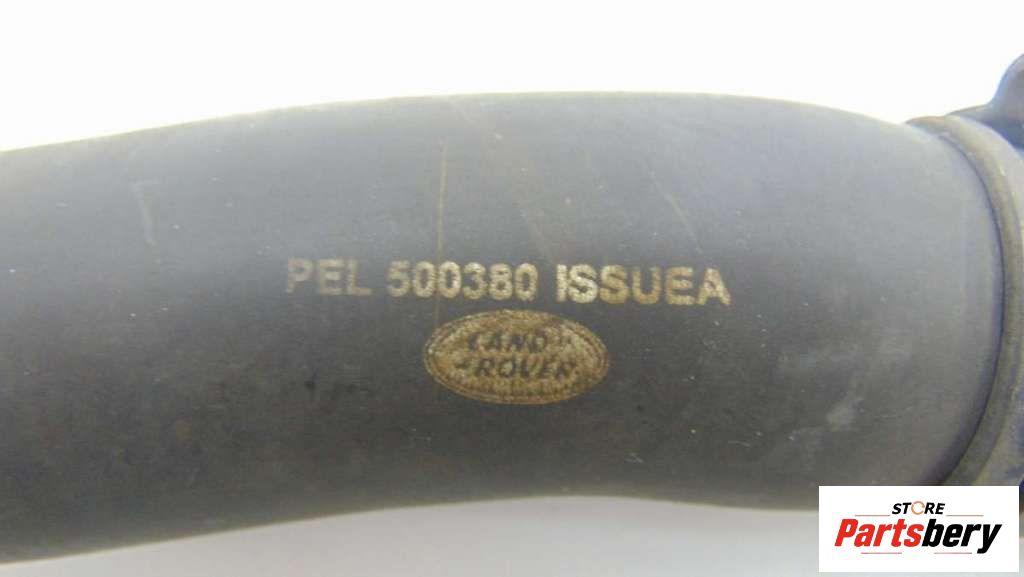 PEL 500380 ISSUEA
LAND
ROVER
STORE
Partsbery